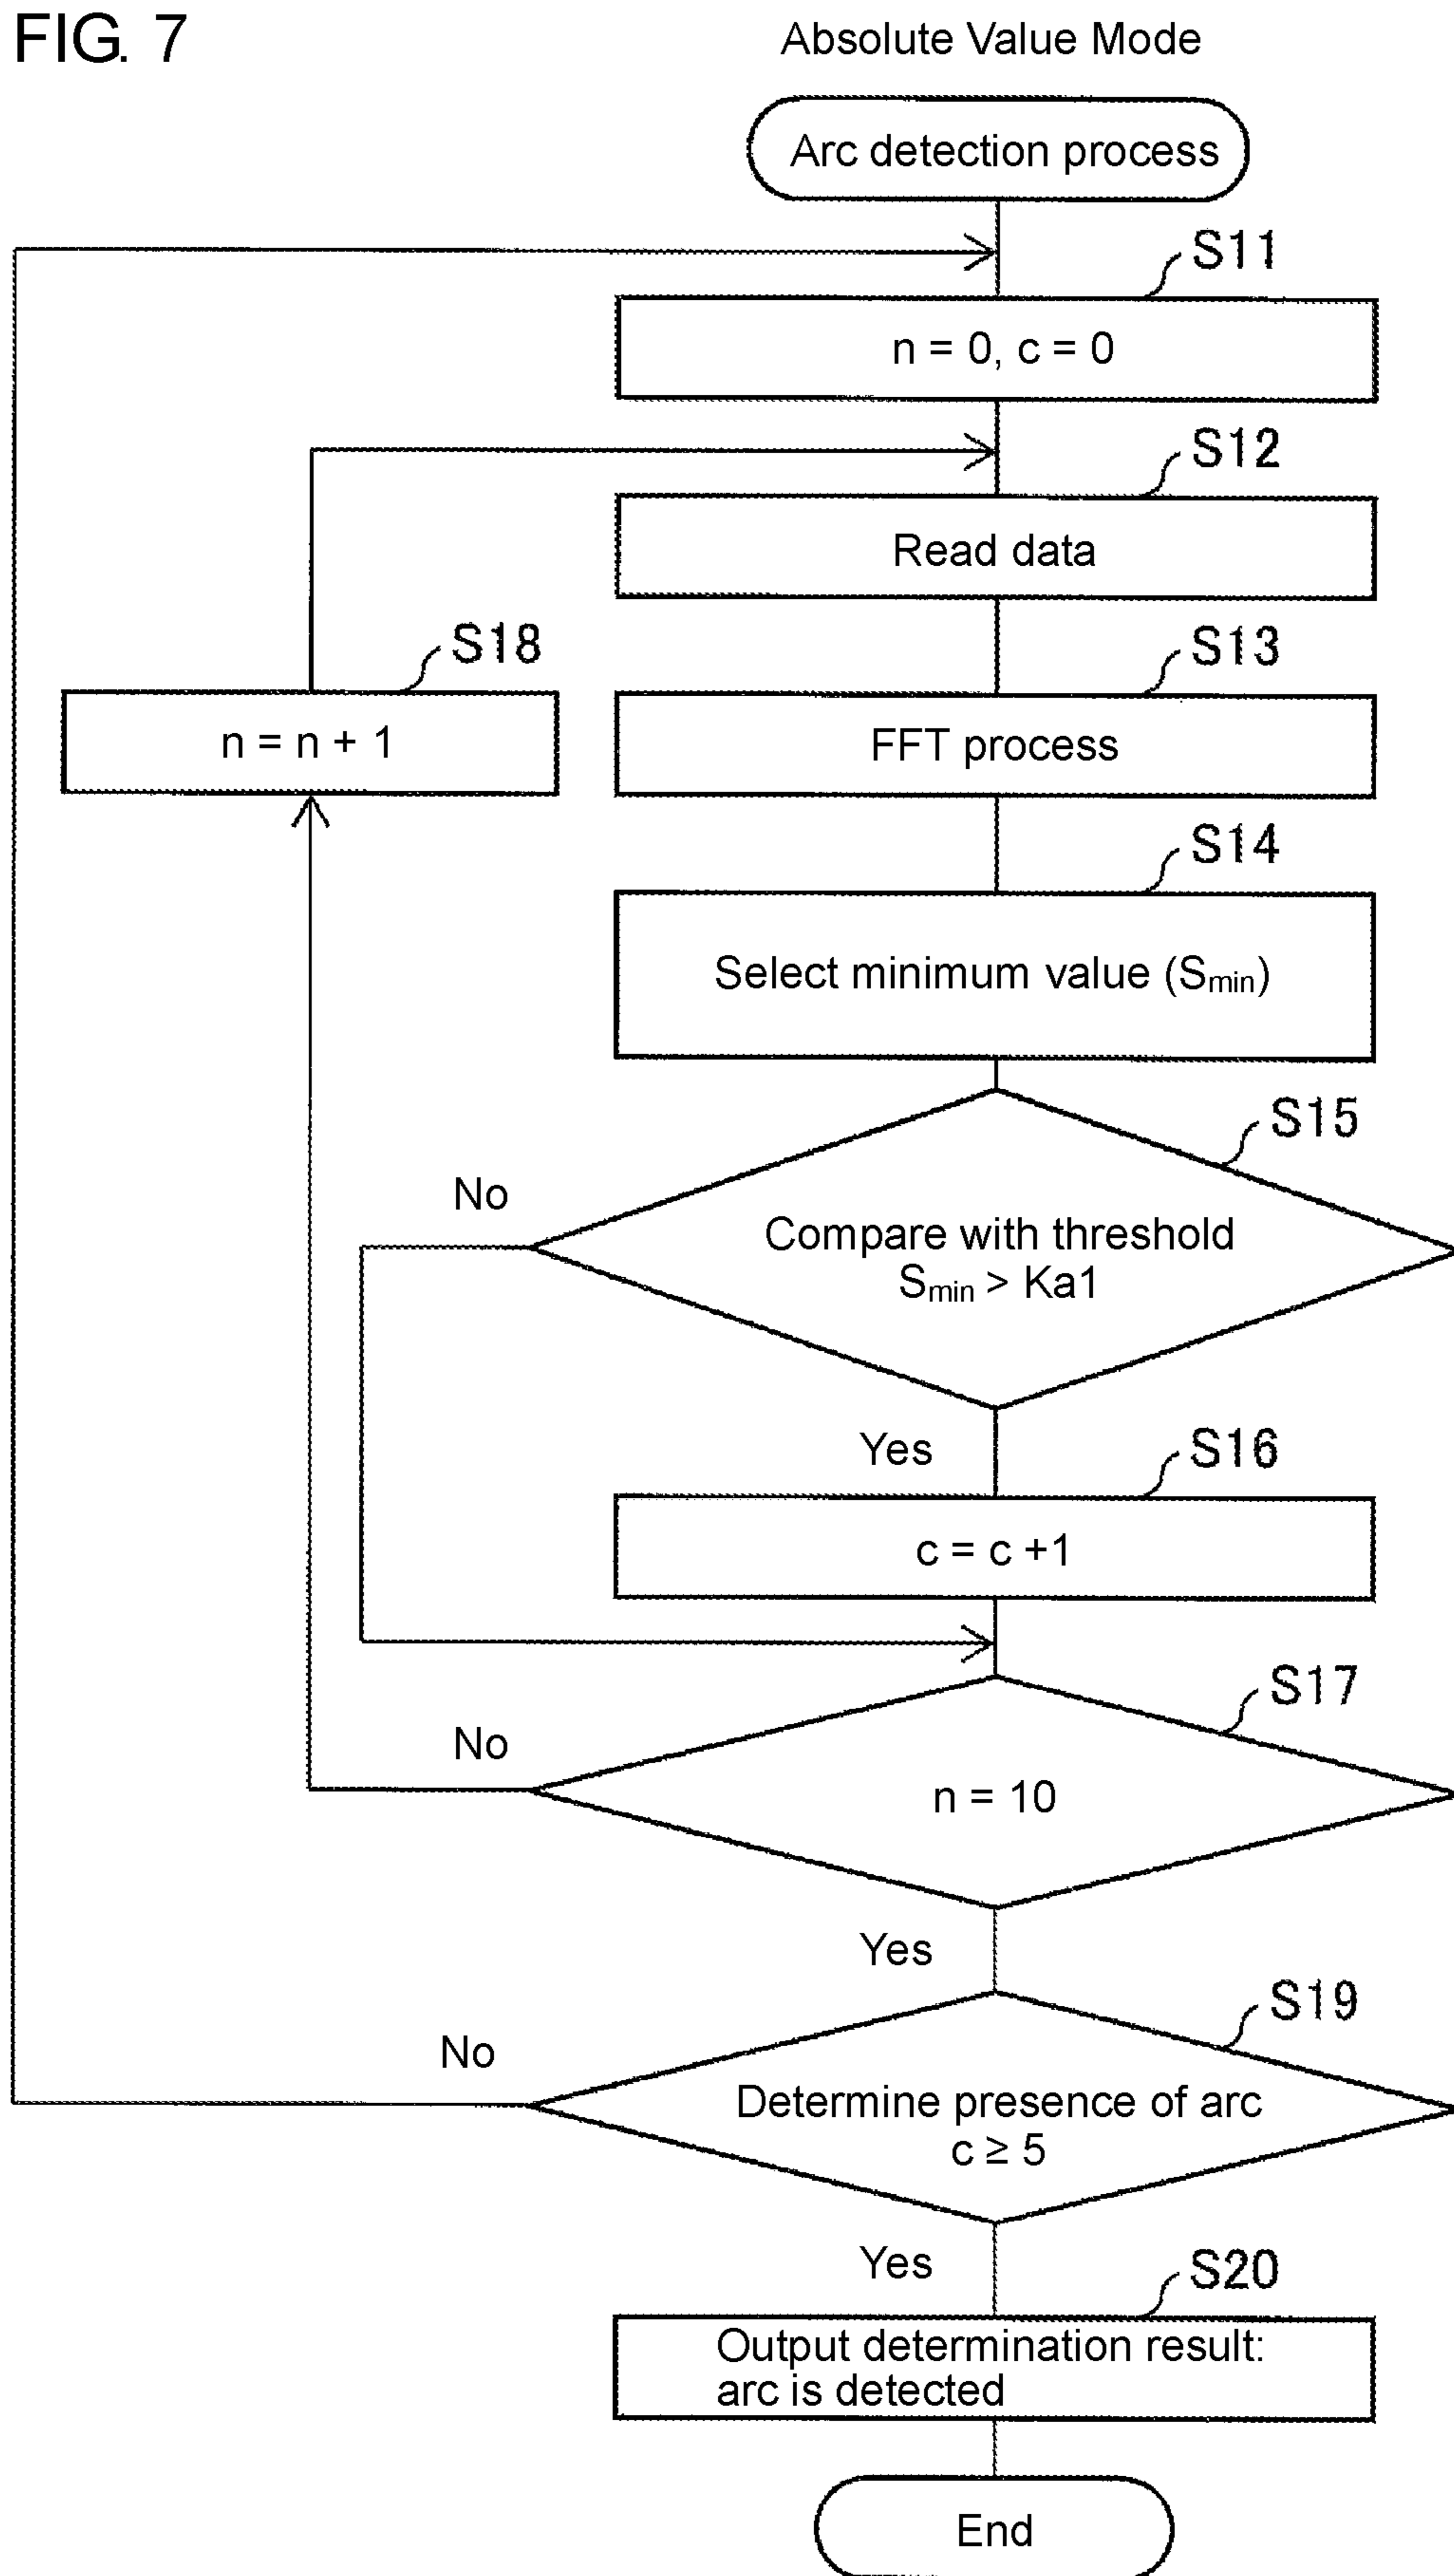 FIG. 7
Absolute Value Mode
Arc detection process
S11
n = 0, c = 0
S12
Read data
S18
n = n + 1
S13
FFT process
S14
Select minimum value (Smin)
S15
No
Compare with threshold
Smin > Ka1
Yes
S16
c = c +1
S17
No
n = 10
Yes
S19
No
Determine presence of arc
c ≥ 5
Yes
S20
Output determination result:
arc is detected
End